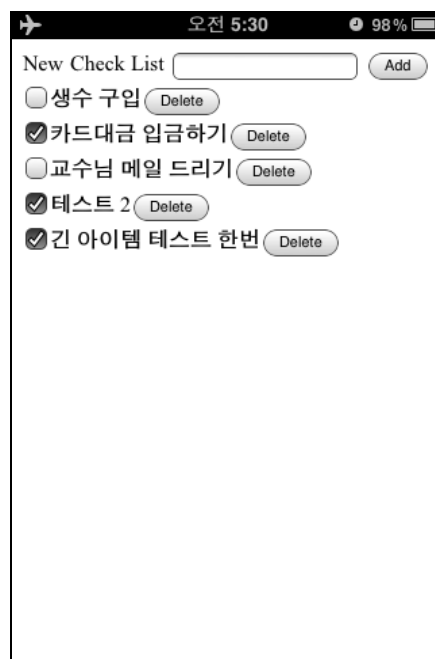 오전 5:30 98%
New Check List Add
생수 구입 Delete
카드대금 입금하기 Delete
교수님 메일 드리기 Delete
테스트 2 Delete
긴 아이템 테스트 한번 Delete